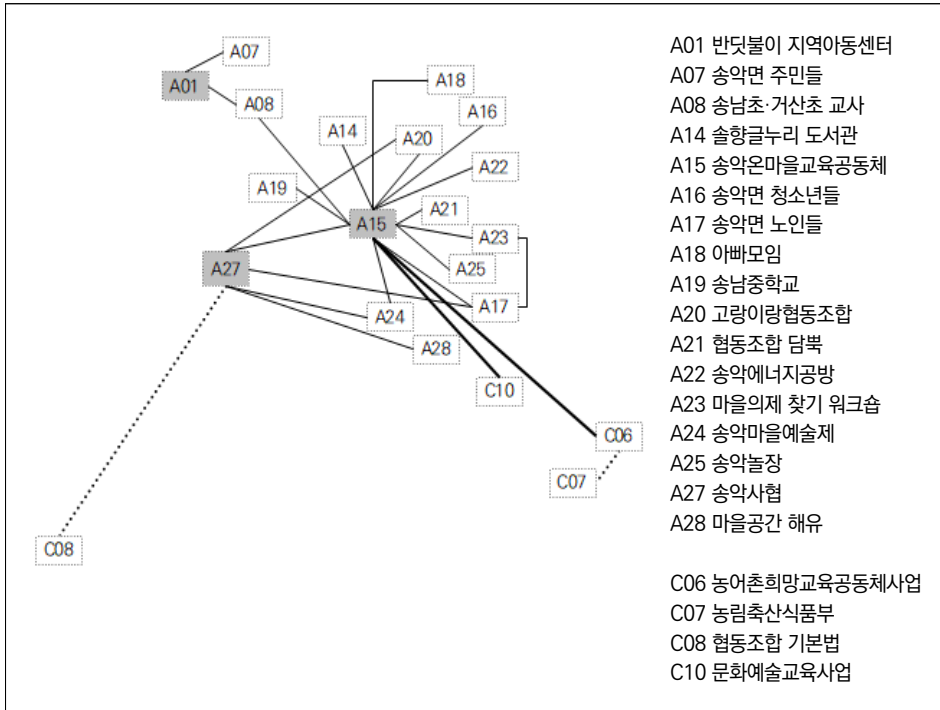 A07
A01
A08
A18
A16
A14
A20
A22
A19
A21
A15
A23
A25
A27
A17
A24
A28
C10
C06
C07
C08
A01 반딧불이 지역아동센터
A07 송악면 주민들
A08 송남초·거산초 교사
A14 솔향글누리 도서관
A15 송악온마을교육공동체
A16 송악면 청소년들
A17 송악면 노인들
A18 아빠모임
A19 송남중학교
A20 고랑이랑협동조합
A21 협동조합 담뿍
A22 송악에너지공방
A23 마을의제 찾기 워크숍
A24 송악마을예술제
A25 송악놀장
A27 송악사협
A28 마을공간 해유
C06 농어촌희망교육공동체사업
C07 농림축산식품부
C08 협동조합 기본법
C10 문화예술교육사업